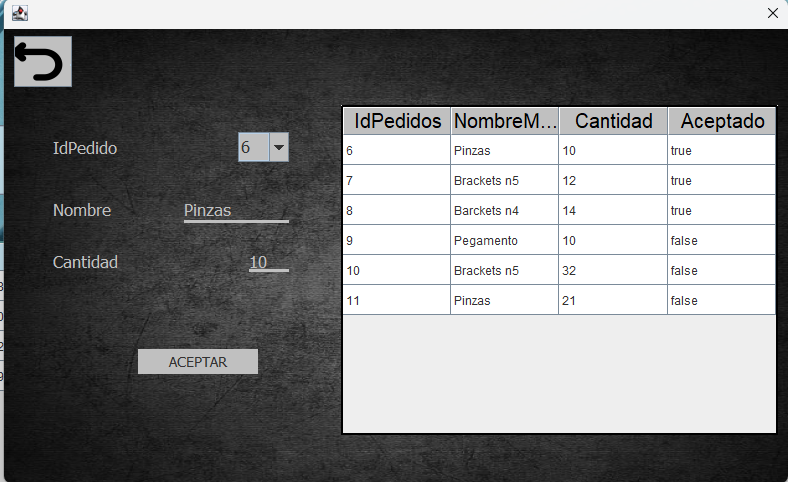 IdPedido 6
Nombre Pinzas
Cantidad 10
ACEPTAR
IdPedidos NombreM... Cantidad Aceptado
6 Pinzas 10 true
7 Brackets n5 12 true
8 Barckets n4 14 true
9 Pegamento 10 false
10 Brackets n5 32 false
11 Pinzas 21 false